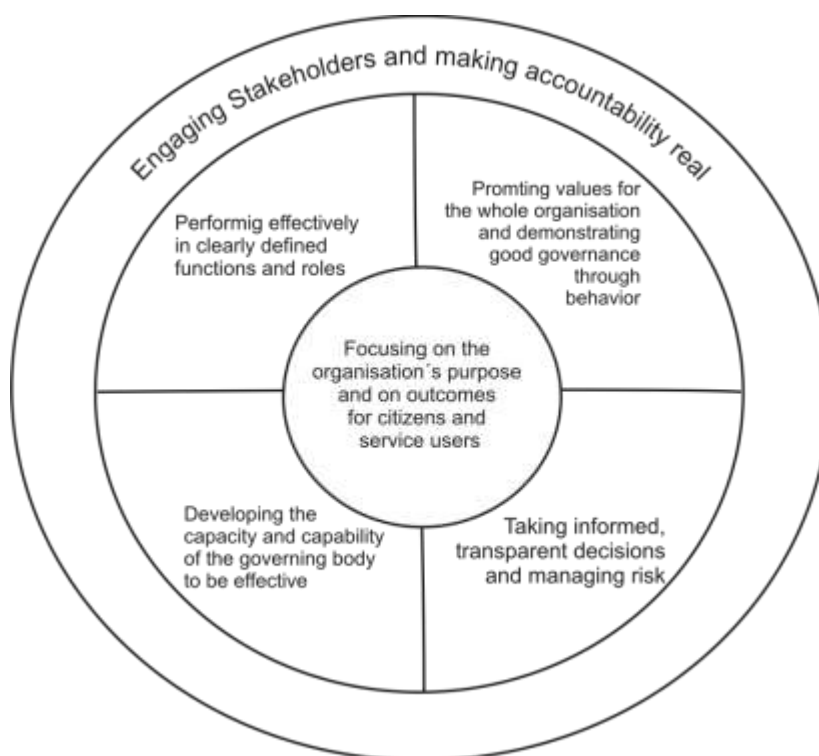 Engaging Stakeholders and making accountability real
Performig effectively
in clearly defined
functions and roles
Promting values for
the whole organisation
and demonstrating
good governance
through
behavior
Focusing on the
organisation´s purpose
and on outcomes
for citizens and
service users
Developing the
capacity and capability
of the governing body
to be effective
Taking informed,
transparent decisions
and managing risk